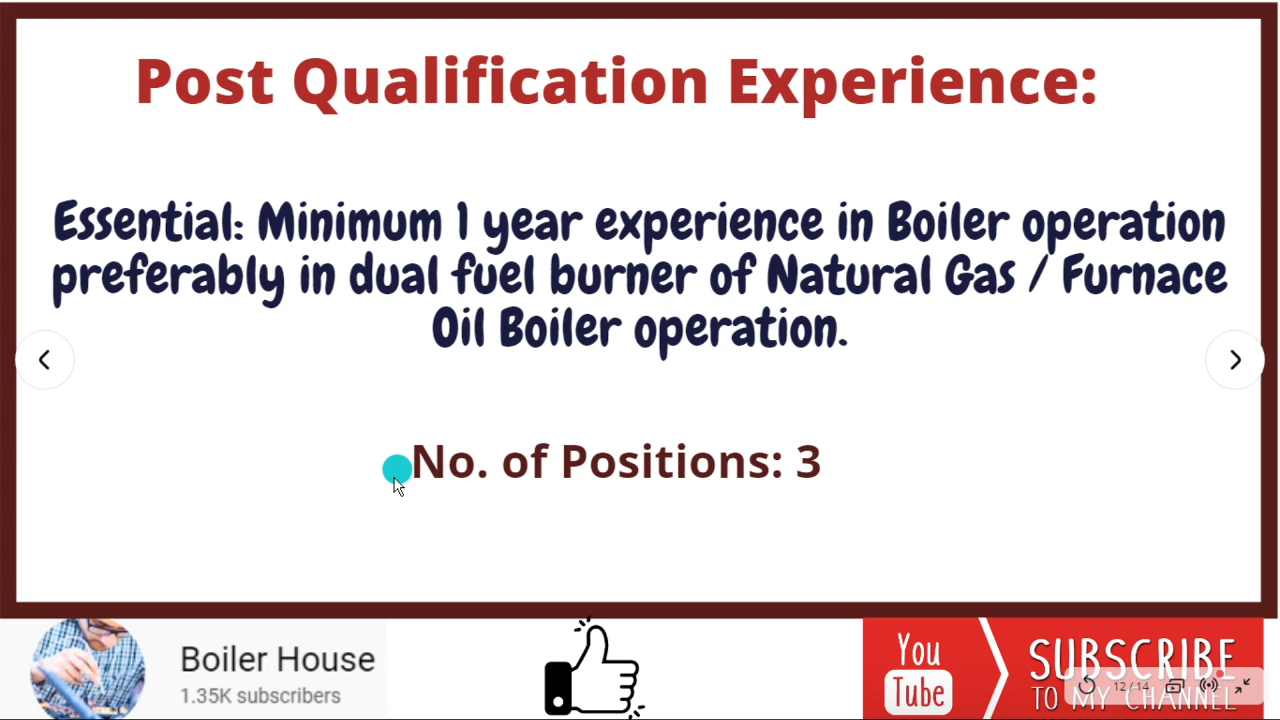 Post Qualification Experience:
Essential: Minimum 1 year experience in Boiler operation
preferably in dual fuel burner of Natural Gas / Furnace
Oil Boiler operation.
No. of Positions: 3
Boiler House
1.35K subscribers
You
Tube
SUBSCRIBE
TO MY CHANNEL
12 / 14